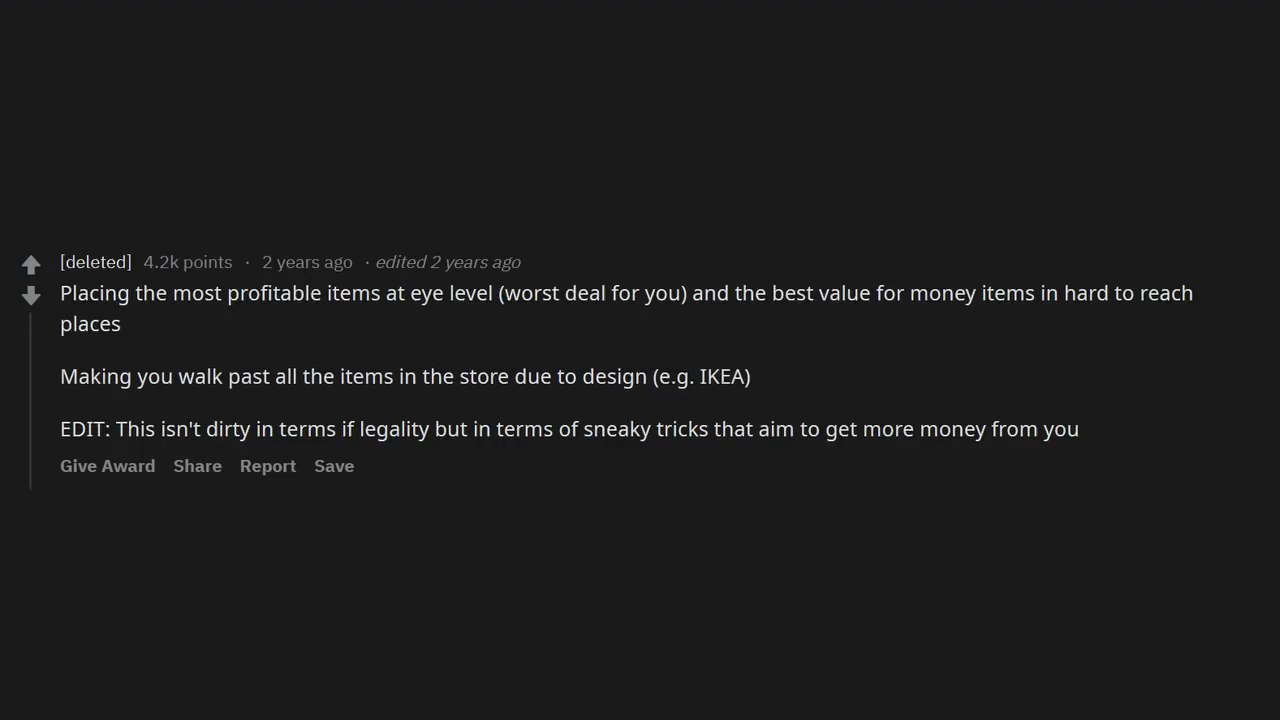 [deleted] 4.2k points · 2 years ago · edited 2 years ago
Placing the most profitable items at eye level (worst deal for you) and the best value for money items in hard to reach
places
Making you walk past all the items in the store due to design (e.g. IKEA)
EDIT: This isn't dirty in terms if legality but in terms of sneaky tricks that aim to get more money from you
Give Award Share Report Save